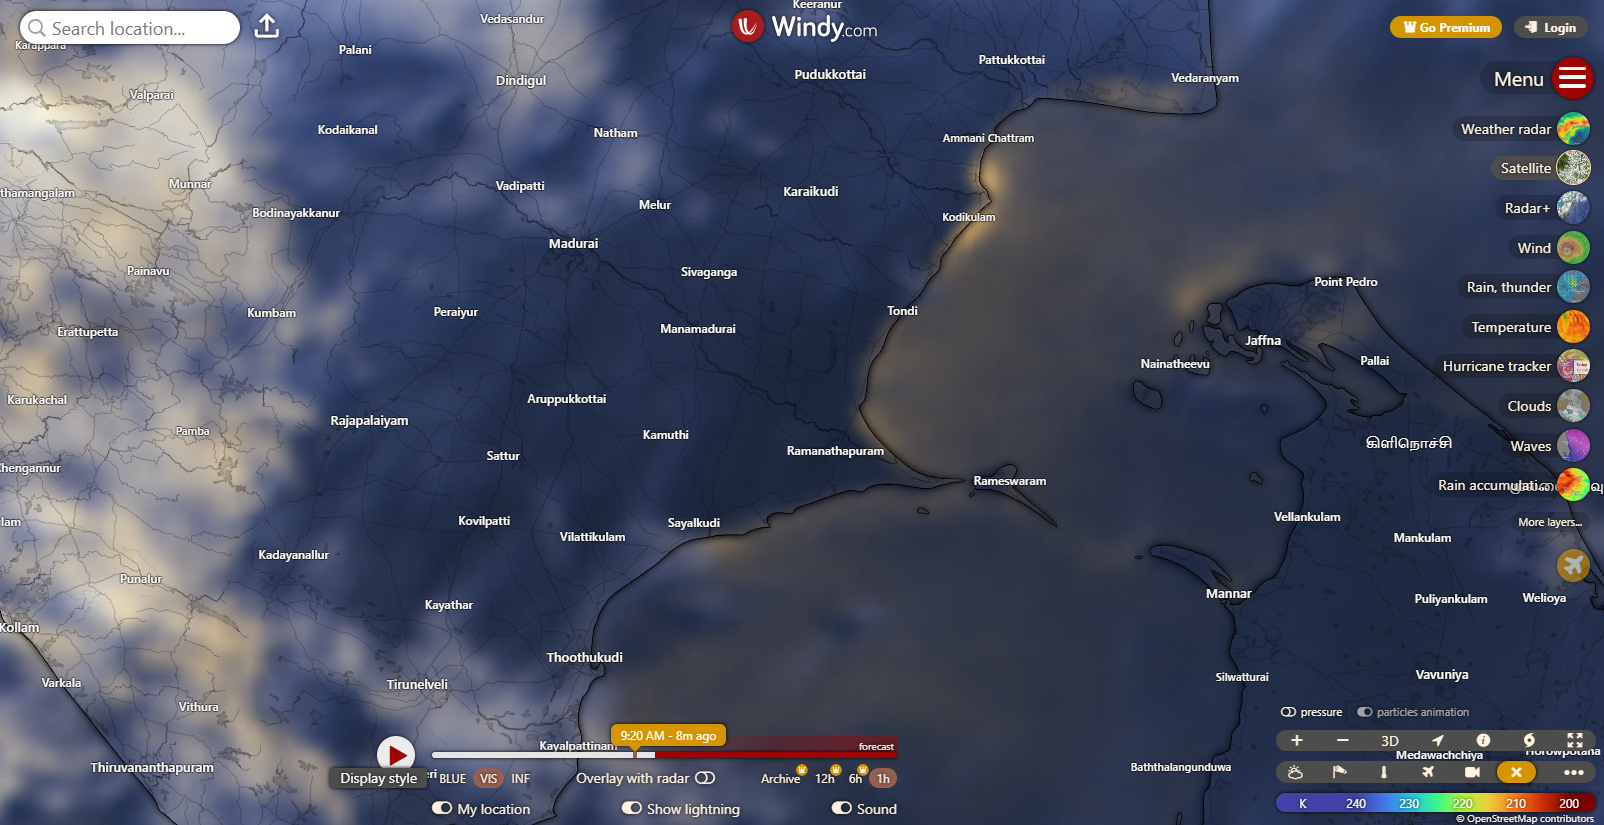 Search location...
Windy.com
Go Premium
Login
Menu
Weather radar
Satellite
Radar+
Wind
Rain, thunder
Temperature
Hurricane tracker
Clouds
Waves
Rain accumulati...
More layers...
Keeranur
Vedasandur
Karappara
Palani
Pattukkottai
Pudukkottai
Vedaranyam
Dindigul
Valparai
Kodaikanal
Natham
Ammani Chattram
Munnar
Vadipatti
Karaikudi
thamangalam
Melur
Bodinayakkanur
Kodikulam
Madurai
Painavu
Sivaganga
Point Pedro
Kumbam
Peraiyur
Tondi
Erattupetta
Manamadurai
Jaffna
Nainatheevu
Pallai
Karukachal
Aruppukkottai
Rajapalaiyam
Pamba
Kamuthi
கிளிநொச்சி
Sattur
Ramanathapuram
Chengannur
Rameswaram
lam
Kovilpatti
Sayalkudi
Vellankulam
Vilattikulam
Mankulam
Kadayanallur
Punalur
Mannar
Puliyankulam
Welioya
Kayathar
Kollam
Thoothukudi
Vavuniya
Silwatturai
Varkala
Tirunelveli
Vithura
Kayalpattinam
Thiruvananthapuram
Baththalangunduwa
Medawachchiya
Horowpotana
9:20 AM - 8m ago
forecast
Display style
eri
BLUE
VIS
INF
Overlay with radar
Archive
12h
6h
1h
My location
Show lightning
Sound
pressure
particles animation
+
−
3D
K 240 230 220 210 200
© OpenStreetMap contributors